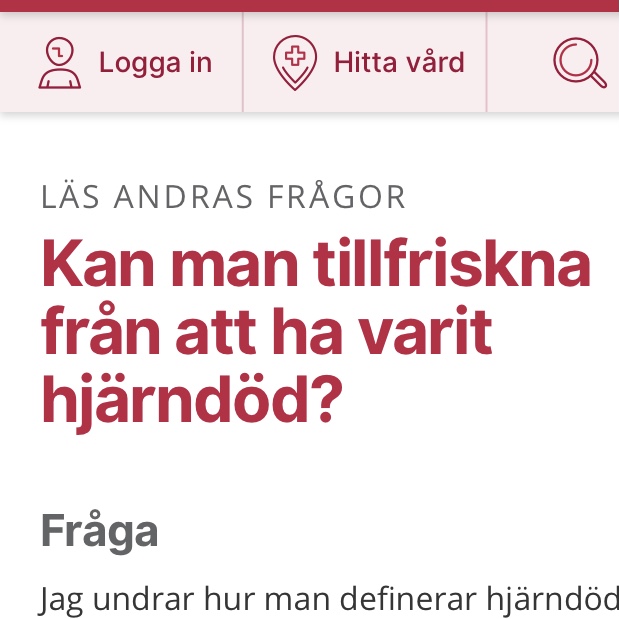 Logga in
Hitta vård
LÄS ANDRAS FRÅGOR
Kan man tillfriskna
från att ha varit
hjärndöd?
Fråga
Jag undrar hur man definerar hjärndöd